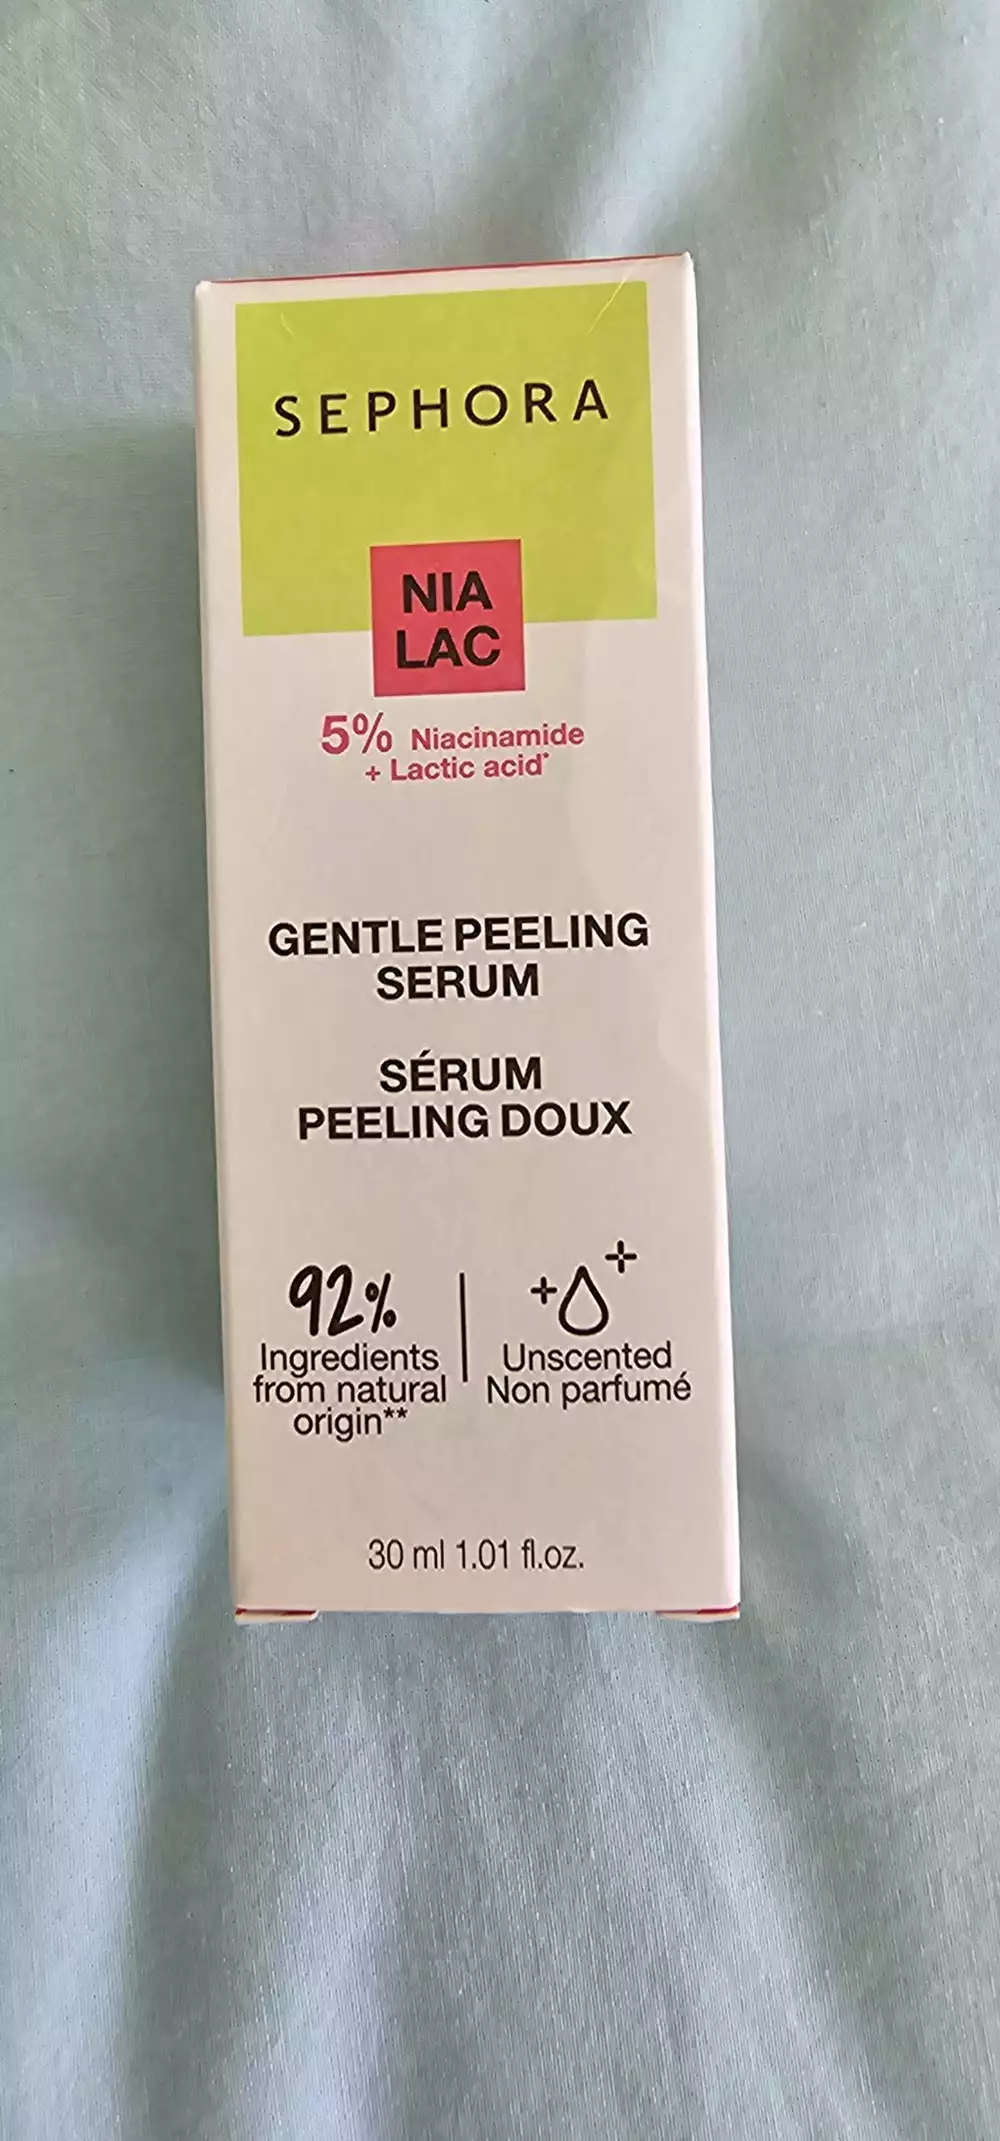 SEPHORA
NIA
LAC
5% Niacinamide
+ Lactic acid*
GENTLE PEELING
SERUM
SÉRUM
PEELING DOUX
92%
Ingredients
from natural
origin**
Unscented
Non parfumé
30 ml 1.01 fl.oz.